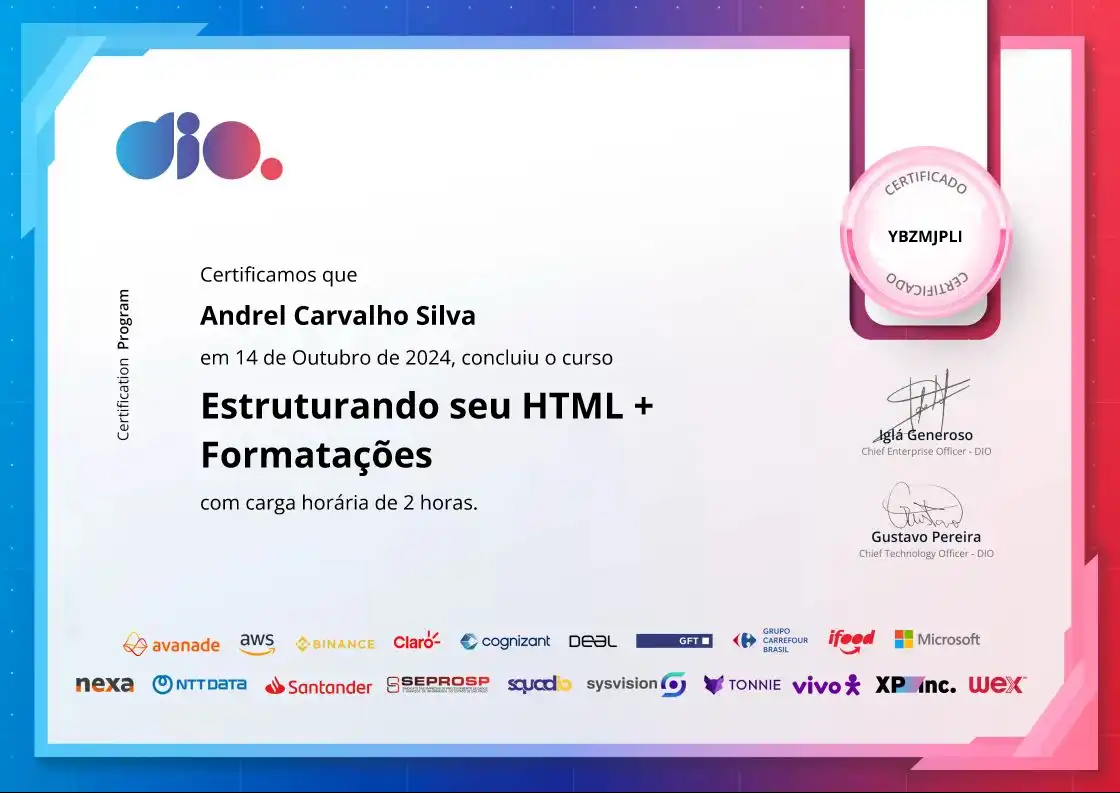 dio.
CERTIFICADO
YBZMJPLI
CERTIFICADO
Certification Program
Certificamos que
Andrel Carvalho Silva
em 14 de Outubro de 2024, concluiu o curso
Estruturando seu HTML +
Formatações
com carga horária de 2 horas.
Iglá Generoso
Chief Enterprise Officer - DIO
Gustavo Pereira
Chief Technology Officer - DIO
avanade aws BINANCE Claro cognizant DEAL GFT GRUPO CARREFOUR BRASIL ifood Microsoft
nexa NTT DATA Santander SEPROSP squadio sysvision TONNIE vivo XP inc. wex